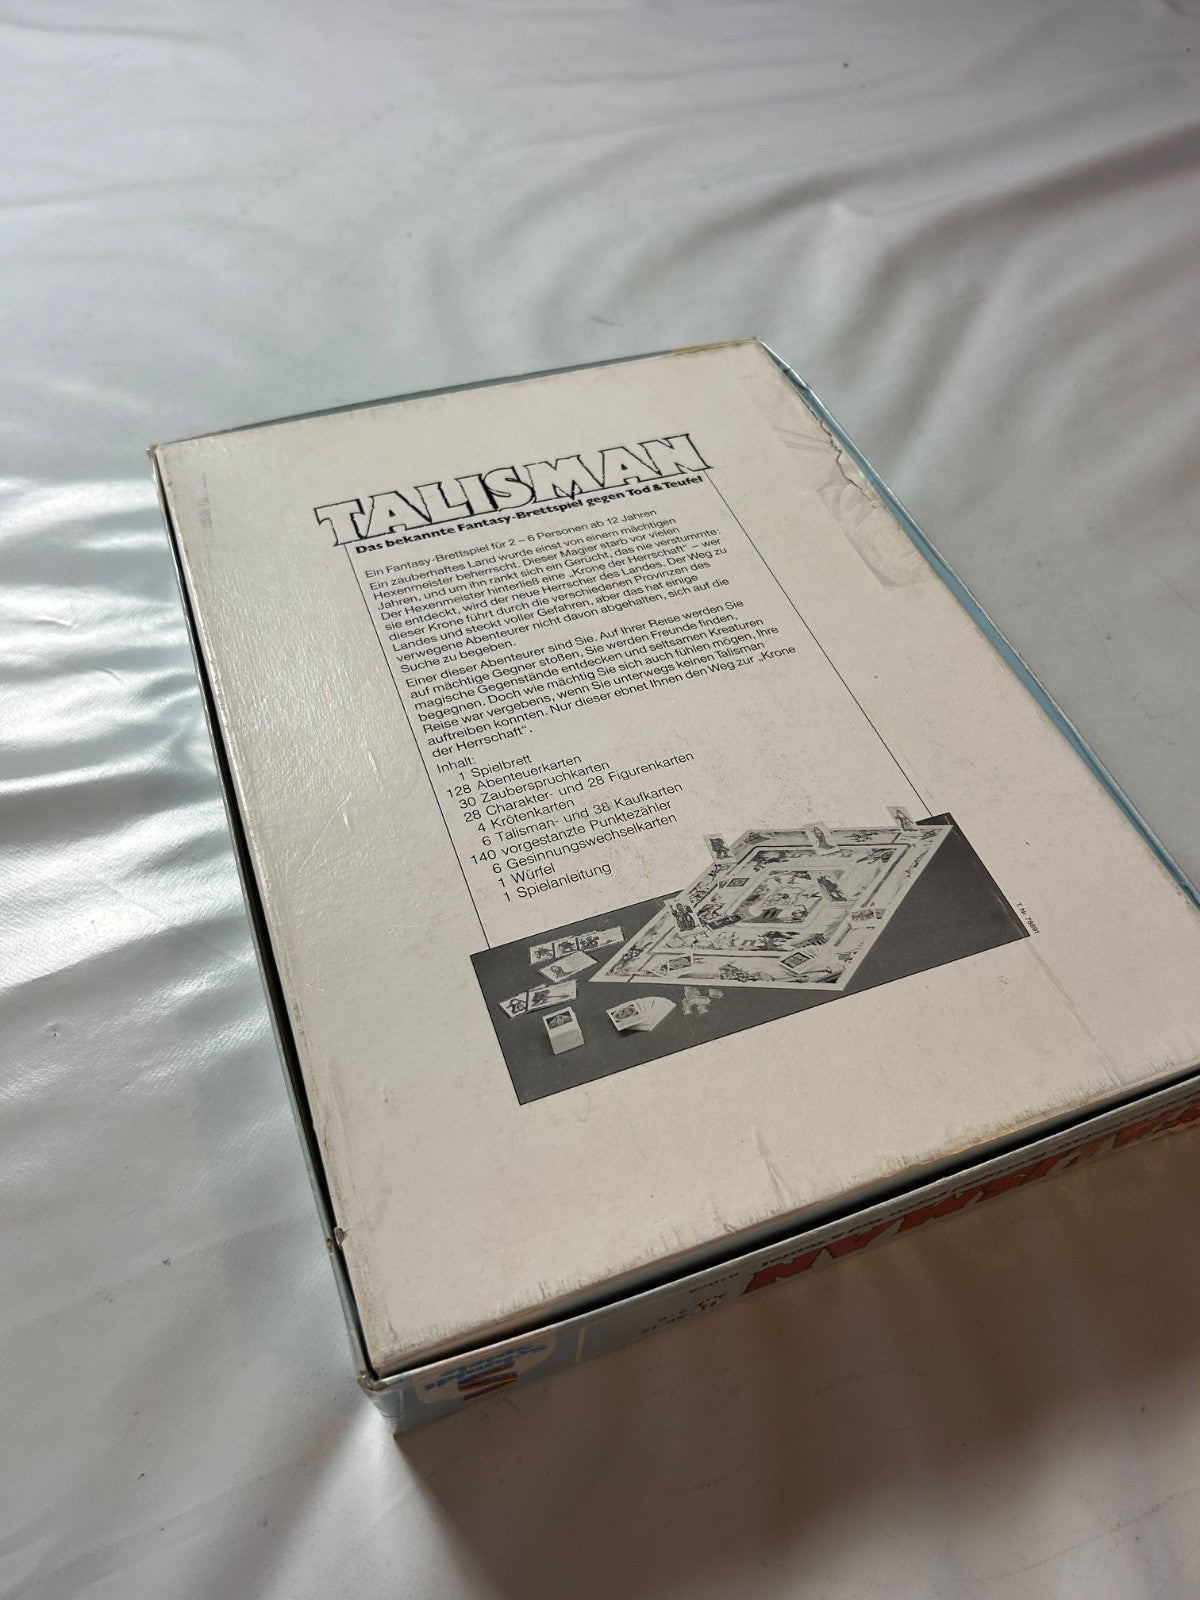 TALISMAN
Das bekannte Fantasy-Brettspiel gegen Tod & Teufel
Ein Fantasy-Brettspiel für 2 – 6 Personen ab 12 Jahren
Ein zauberhaftes Land wurde einst von einem mächtigen
Hexenmeister beherrscht. Dieser Magier starb vor vielen
Jahren, und um ihn rankt sich ein Gerücht, das nie verstummte:
Der Hexenmeister hinterließ eine „Krone der Herrschaft" – wer
sie entdeckt, wird der neue Herrscher des Landes. Der Weg zu
dieser Krone führt durch die verschiedenen Provinzen des
Landes und steckt voller Gefahren, aber das hat einige
verwegene Abenteurer nicht davon abgehalten, sich auf die
Suche zu begeben.
Einer dieser Abenteurer sind Sie. Auf Ihrer Reise werden Sie
auf mächtige Gegner stoßen, Sie werden Freunde finden,
magische Gegenstände entdecken und seltsamen Kreaturen
begegnen. Doch wie mächtig Sie sich auch fühlen mögen, Ihre
Reise war vergebens, wenn Sie unterwegs keinen Talisman
auftreiben konnten. Nur dieser ebnet Ihnen den Weg zur „Krone
der Herrschaft".
Inhalt:
1 Spielbrett
128 Abenteuerkarten
30 Zauberspruchkarten
28 Charakter- und 28 Figurenkarten
4 Krötenkarten
6 Talisman- und 38 Kaufkarten
140 vorgestanzte Punktezähler
6 Gesinnungswechselkarten
1 Würfel
1 Spielanleitung
T. Nr.
TALISMAN
Schmidt
Spiele